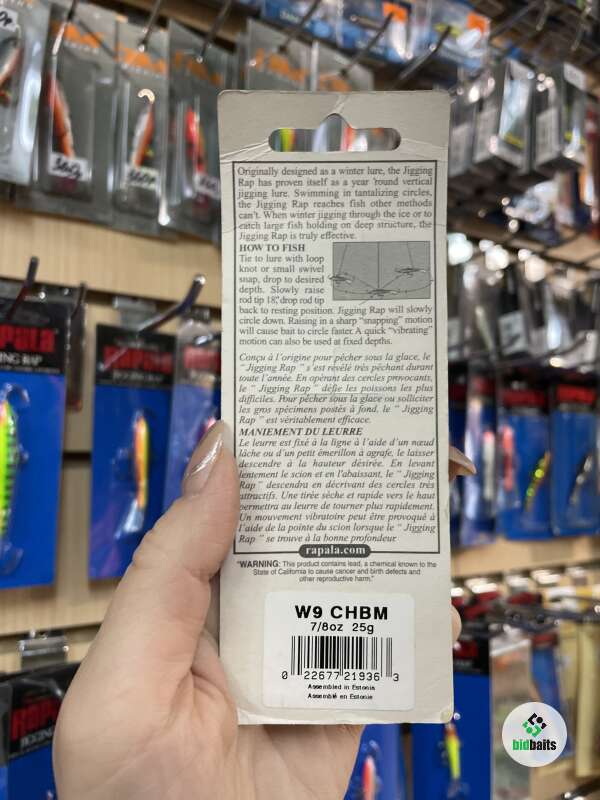 Originally designed as a winter lure, the Jigging
Rap has proven itself as a year 'round vertical
jigging lure. Swimming in tantalizing circles,
the Jigging Rap reaches fish other methods
can't. When winter jigging through the ice or to
catch large fish holding on deep structure, the
Jigging Rap is truly effective.
HOW TO FISH
Tie to lure with loop
knot or small swivel
snap, drop to desired
depth. Slowly raise
rod tip 18", drop rod tip
back to resting position. Jigging Rap will slowly
circle down. Raising in a sharp "snapping" motion
will cause bait to circle faster. A quick "vibrating"
motion can also be used at fixed depths.
Conçu à l'origine pour pêcher sous la glace, le
" Jigging Rap " s'est révélé très pêchant durant
toute l'année. En opérant des cercles provocants,
le " Jigging Rap " défie les poissons les plus
difficiles. Pour pêcher sous la glace ou solliciter
les gros spécimens postés à fond, le " Jigging
Rap " est véritablement efficace.
MANIEMENT DU LEURRE
Le leurre est fixé à la ligne à l'aide d'un nœud
lâche ou d'un petit émerillon à agrafe, le laisser
descendre à la hauteur désirée. En levant
lentement le scion et en l'abaissant, le " Jigging
Rap " descendra en décrivant des cercles très
attractifs. Une tirée sèche et rapide vers le haut
permettra au leurre de tourner plus rapidement.
Un mouvement vibratoire peut être provoqué à
l'aide de la pointe du scion lorsque le " Jigging
Rap " se trouve à la bonne profondeur
rapala.com
"WARNING: This product contains lead, a chemical known to the
State of California to cause cancer and birth defects and
other reproductive harm."
W9 CHBM
7/8oz 25g
0 22677 21936 3
Assembled in Estonia
Assemblé en Estonie
RAPALA
bidbaits